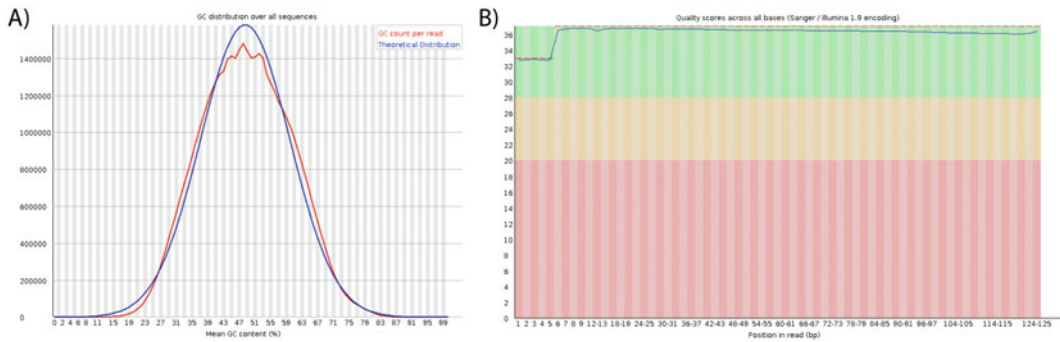 A)
GC distribution over all sequences
GC count per read
Theoretical Distribution
1400000
1200000
1000000
800000
600000
400000
200000
0
0 2 4 6 8 11 15 19 23 27 31 35 39 43 47 51 55 59 63 67 71 75 79 83 87 91 95 99
Mean GC content (%)
B)
Quality scores across all bases (Sanger / Illumina 1.9 encoding)
36
34
32
30
28
26
24
22
20
18
16
14
12
10
8
6
4
2
0
1 2 3 4 5 6 7 8 9 12-13 18-19 24-25 30-31 36-37 42-43 48-49 54-55 60-61 66-67 72-73 78-79 84-85 90-91 96-97 104-105 114-115 124-125
Position in read (bp)